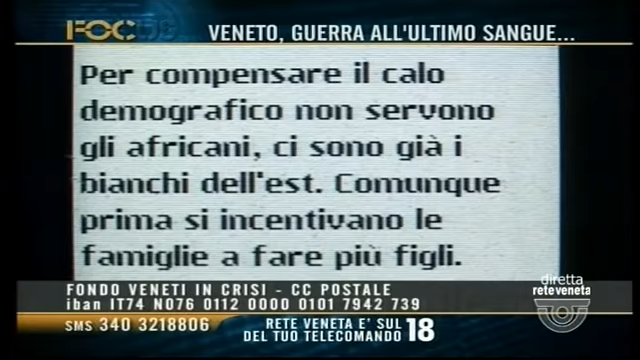 FOCUS
VENETO, GUERRA ALL'ULTIMO SANGUE...
Per compensare il calo
demografico non servono
gli africani, ci sono già i
bianchi dell'est. Comunque
prima si incentivano le
famiglie a fare più figli.
diretta
reteveneta
FONDO VENETI IN CRISI - CC POSTALE
iban IT74 N076 0112 0000 0101 7942 739
SMS 340 3218806
RETE VENETA E' SUL
DEL TUO TELECOMANDO 18